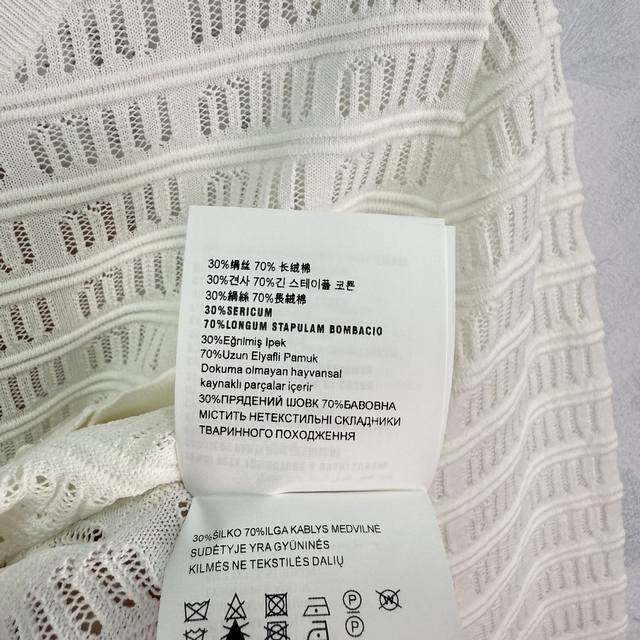 30%绢丝 70% 长绒棉
30%견사 70%긴 스테이플 코튼
30%絹絲 70%長絨棉
30%SERICUM
70%LONGUM STAPULAM BOMBACIO
30%Eğrilmiş İpek
70%Uzun Elyafli Pamuk
Dokuma olmayan hayvansal
kaynaklı parçalar içerir
30%ПРЯДЕНИЙ ШОВК 70%БАВОВНА
МІСТИТЬ НЕТЕКСТИЛЬНІ СКЛАДНИКИ
ТВАРИННОГО ПОХОДЖЕННЯ
30%ŠILKO 70%ILGA KABLYS MEDVILNE
SUDĖTYJE YRA GYŪNINĖS
KILMĖS NE TEKSTILĖS DALIŲ
P
W